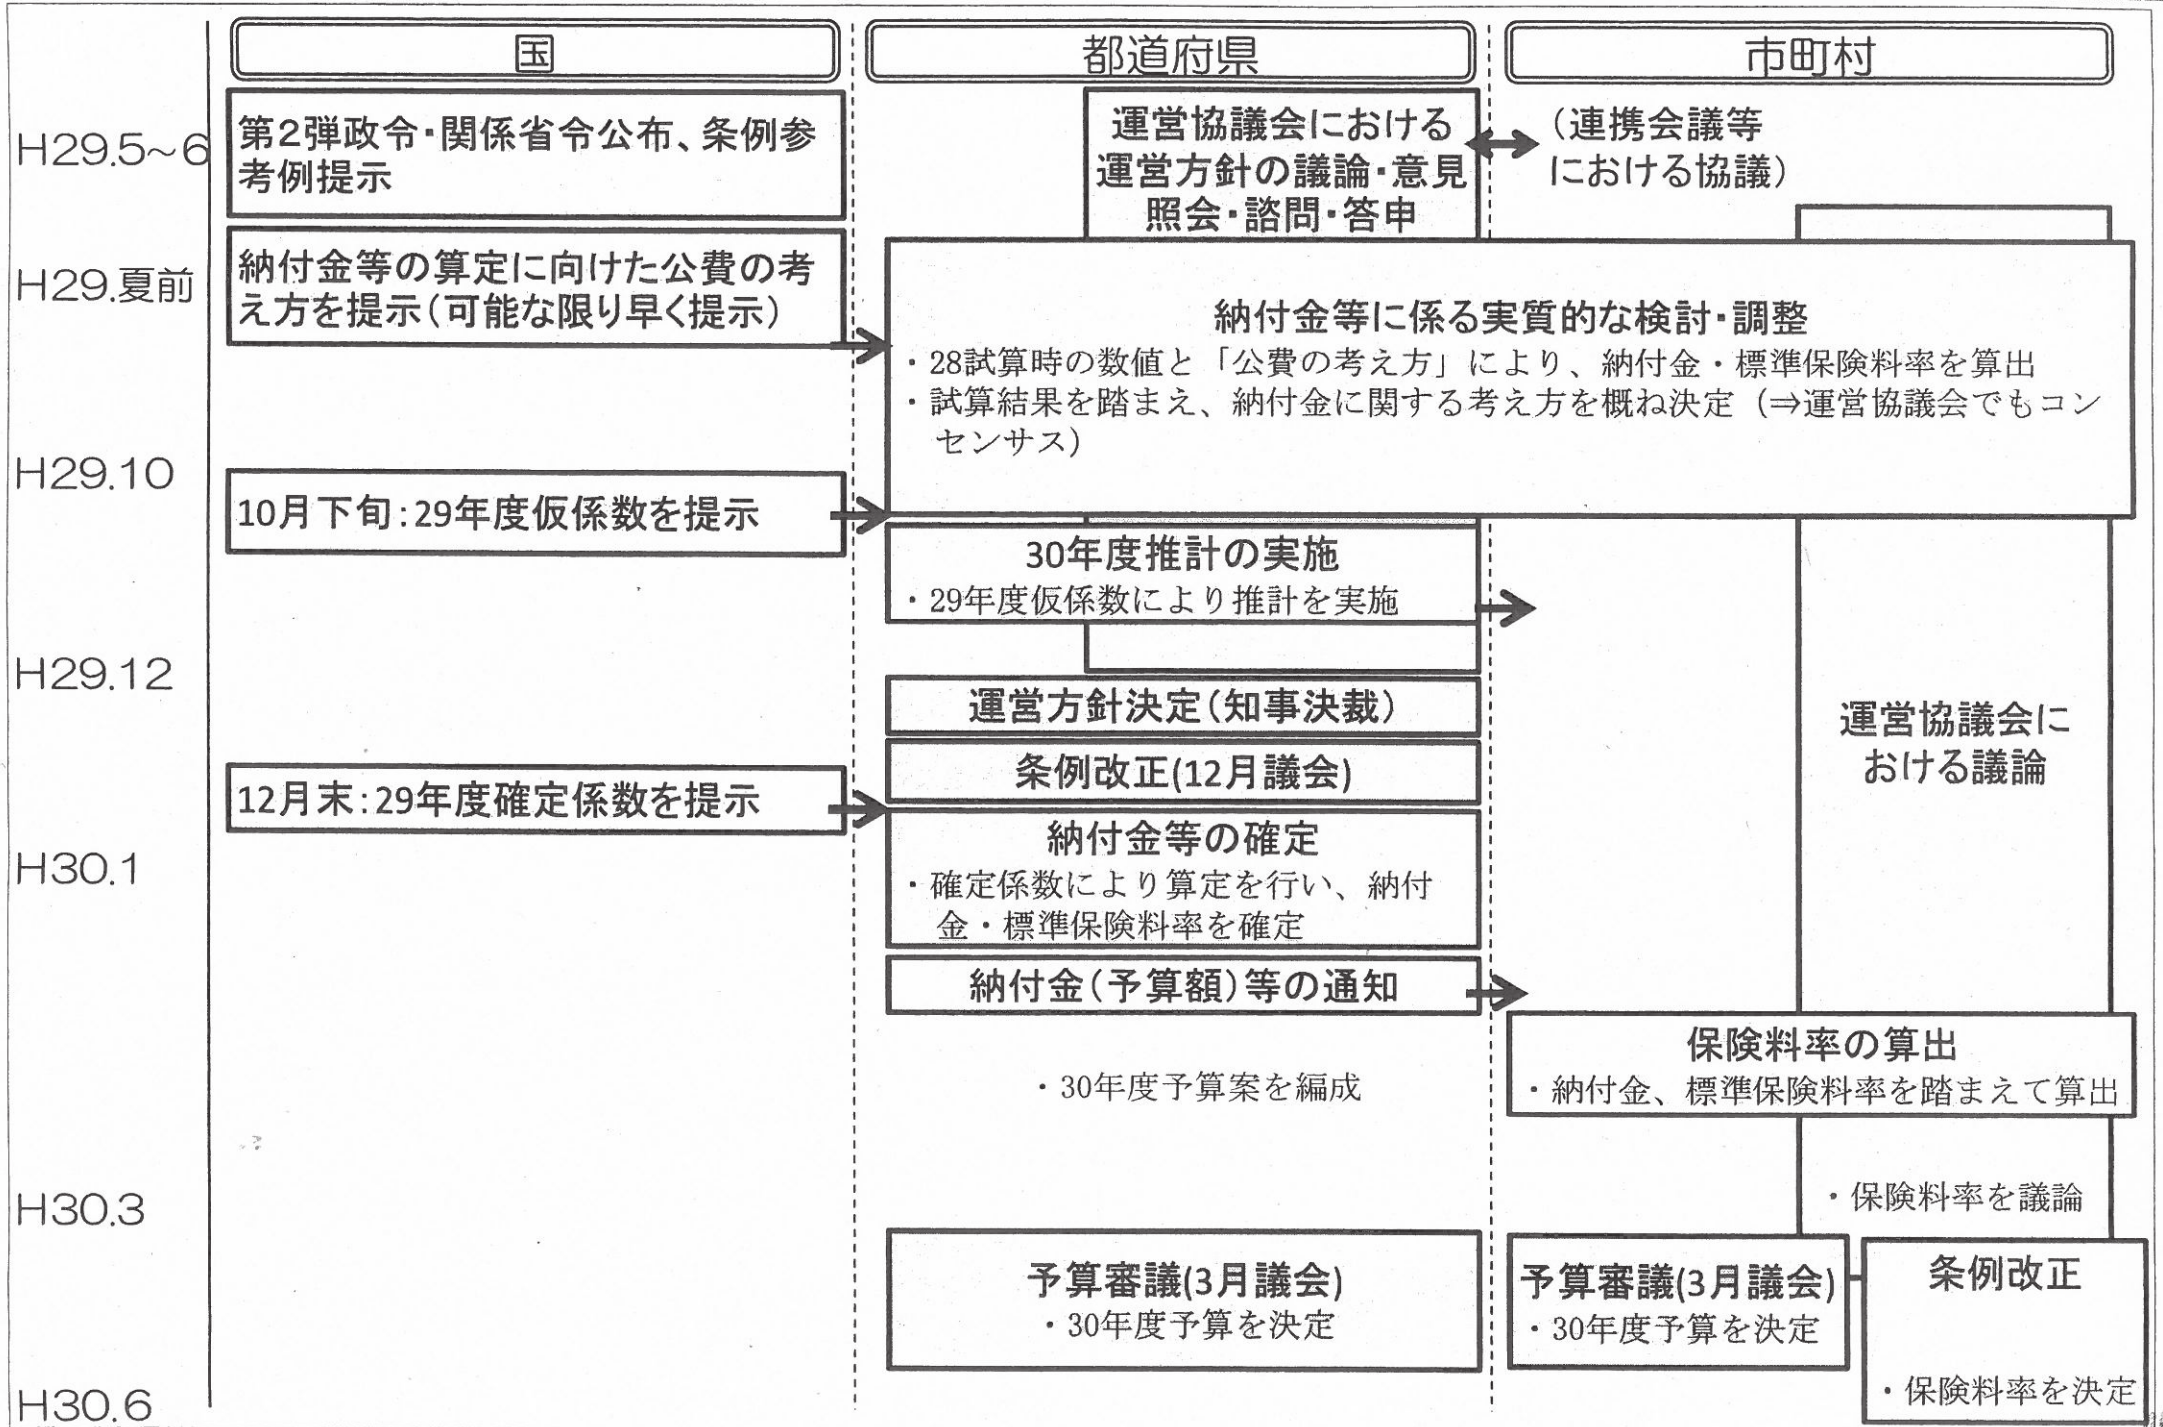 国
都道府県
市町村
H29.5~6
第2弾政令・関係省令公布、条例参
考例提示
運営協議会における
運営方針の議論・意見
照会・諮問・答申
（連携会議等
における協議）
H29.夏前
納付金等の算定に向けた公費の考
え方を提示（可能な限り早く提示）
納付金等に係る実質的な検討・調整
・28試算時の数値と「公費の考え方」により、納付金・標準保険料率を算出
・試算結果を踏まえ、納付金に関する考え方を概ね決定（⇒運営協議会でもコン
センサス）
H29.10
10月下旬：29年度仮係数を提示
30年度推計の実施
・29年度仮係数により推計を実施
H29.12
運営方針決定（知事決裁）
条例改正(12月議会)
運営協議会に
おける議論
12月末：29年度確定係数を提示
H30.1
納付金等の確定
・確定係数により算定を行い、納付
金・標準保険料率を確定
納付金（予算額）等の通知
・30年度予算案を編成
保険料率の算出
・納付金、標準保険料率を踏まえて算出
H30.3
・保険料率を議論
予算審議(3月議会)
・30年度予算を決定
予算審議(3月議会)
・30年度予算を決定
条例改正
・保険料率を決定
H30.6